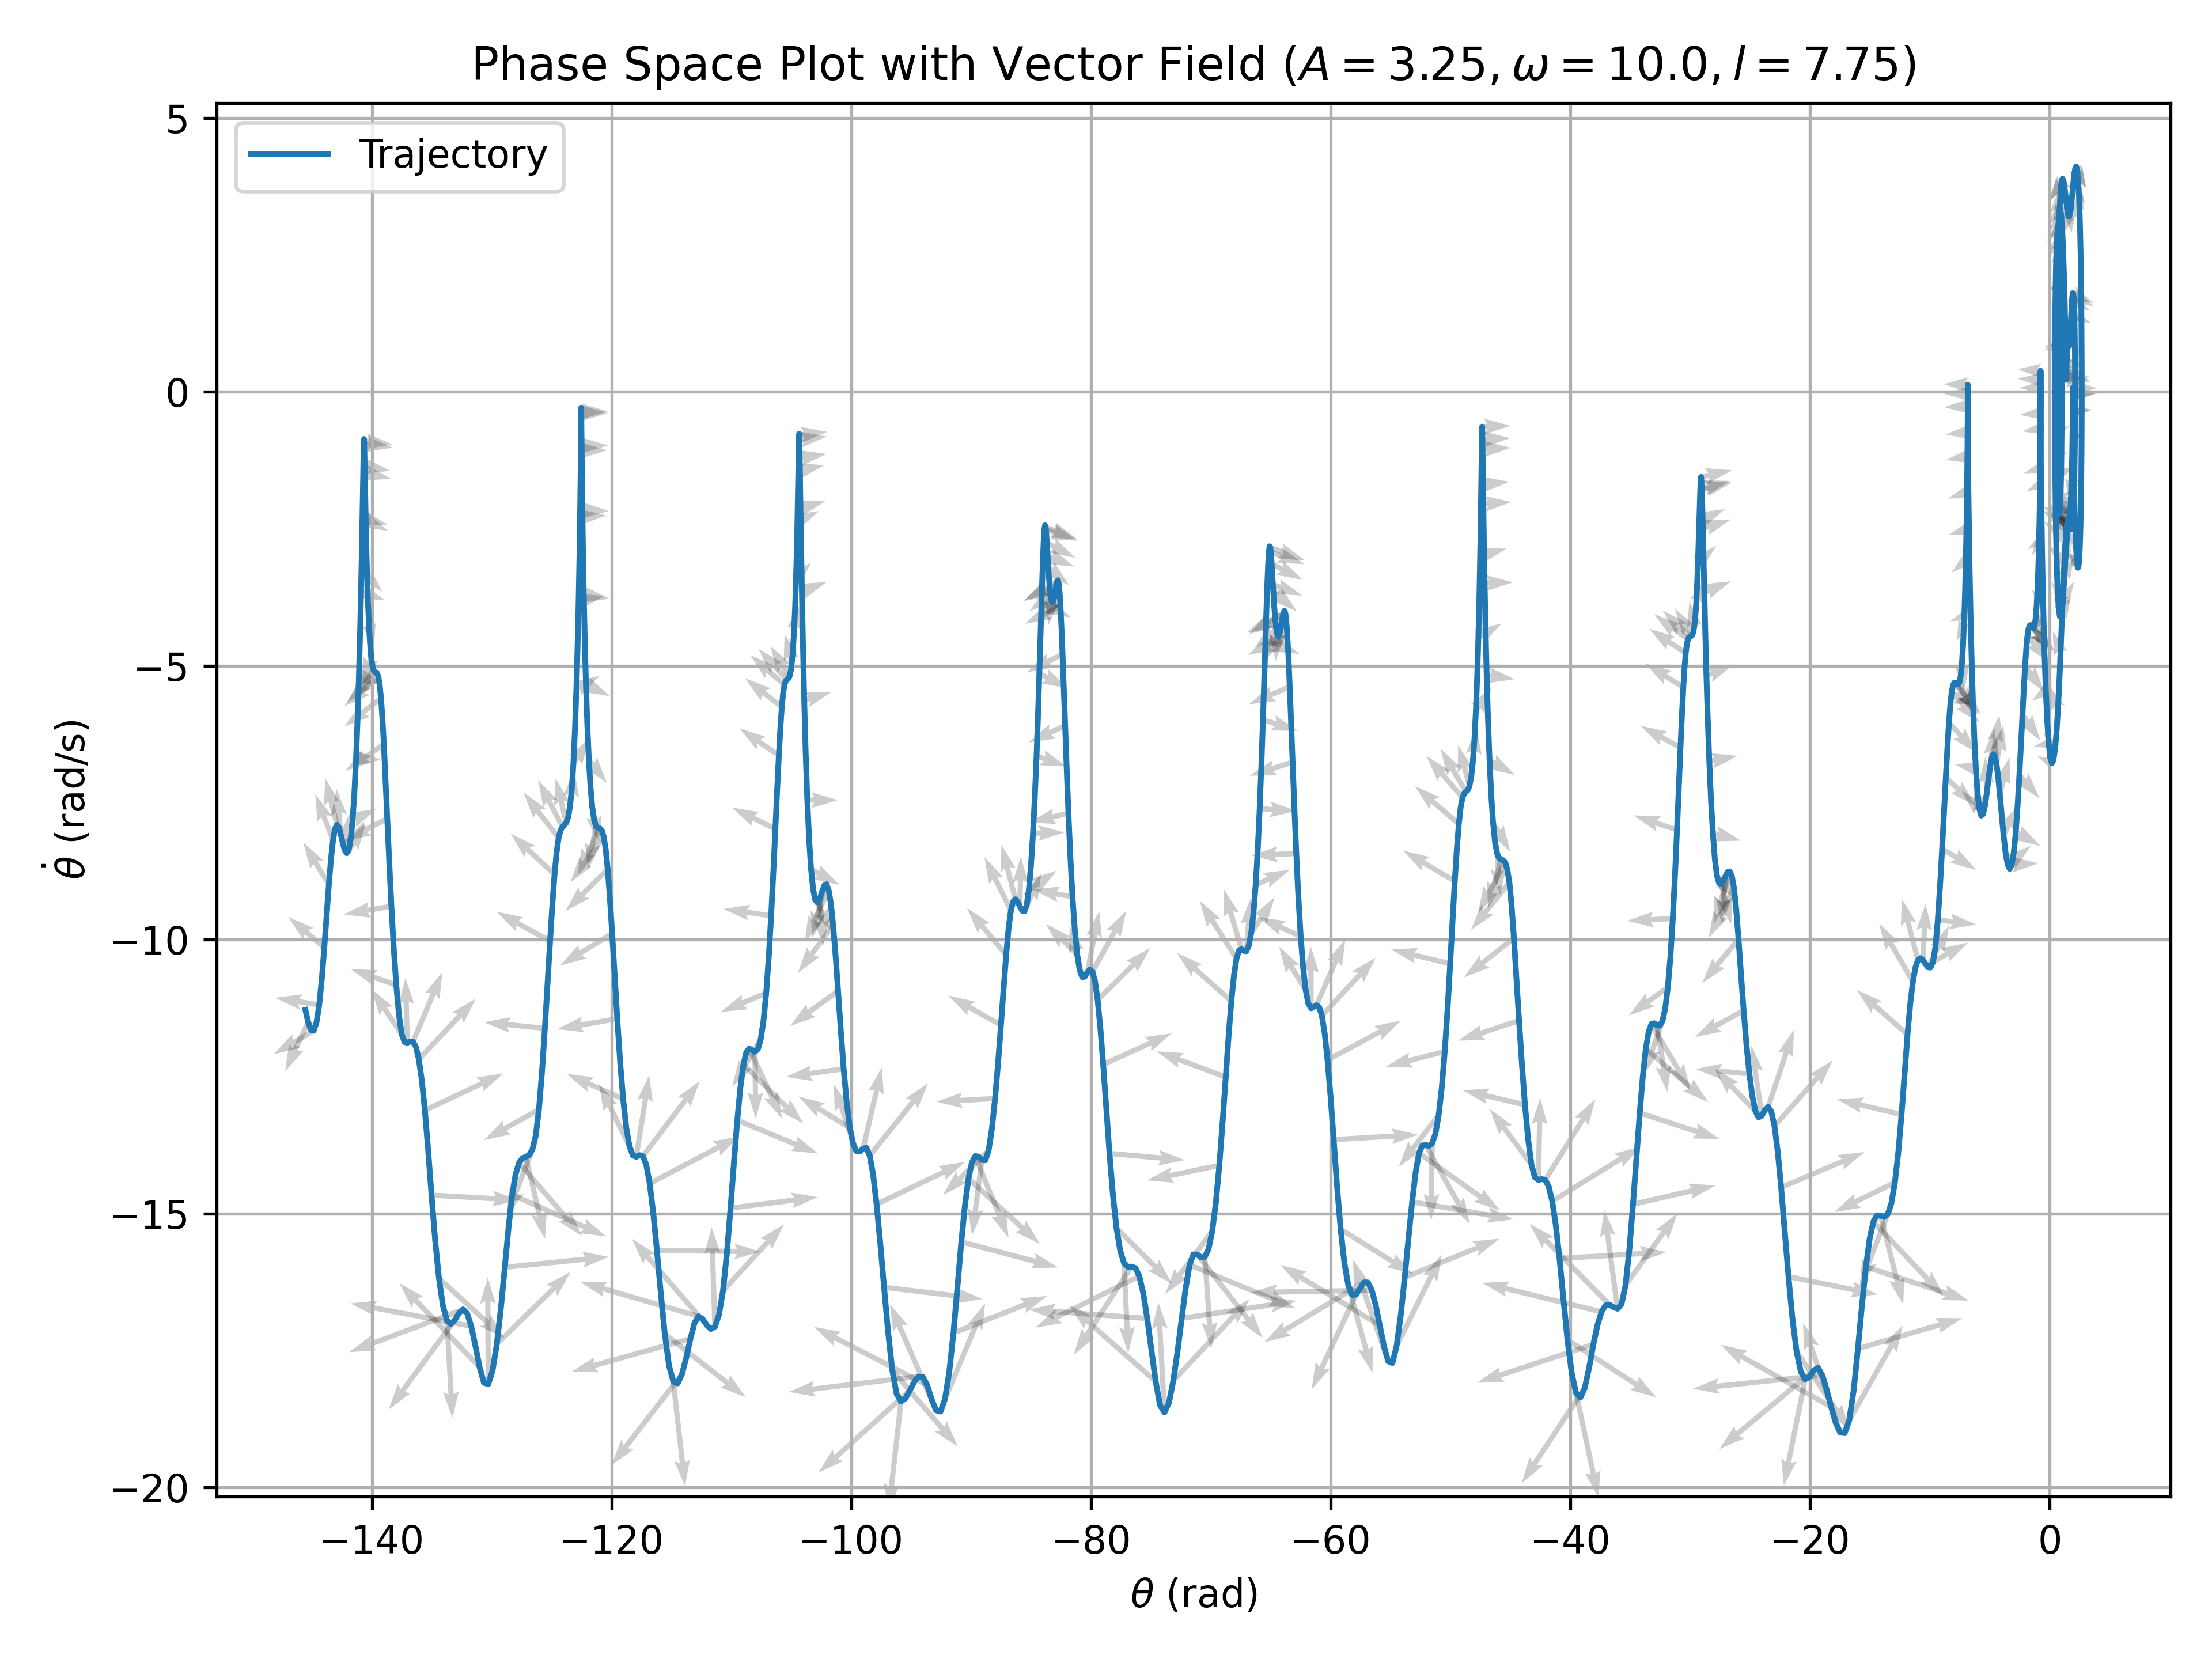 Phase Space Plot with Vector Field (A = 3.25, ω = 10.0, l = 7.75)
Trajectory
5
0
−5
−10
−15
−20
θ̇ (rad/s)
−140 −120 −100 −80 −60 −40 −20 0
θ (rad)